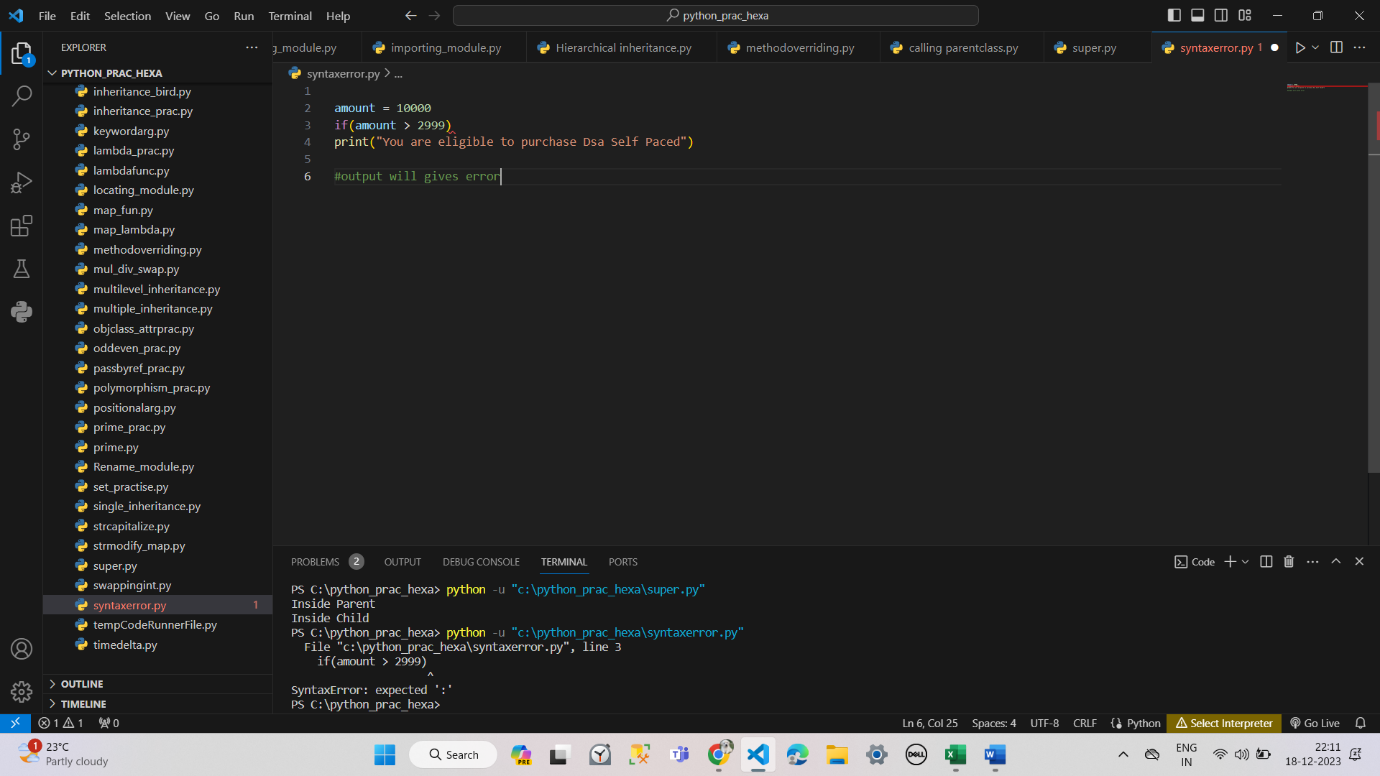 File Edit Selection View Go Run Terminal Help
python_prac_hexa
EXPLORER
g_module.py importing_module.py Hierarchical inheritance.py methodoverriding.py calling parentclass.py super.py syntaxerror.py 1
PYTHON_PRAC_HEXA
syntaxerror.py > ...
inheritance_bird.py
inheritance_prac.py
keywordarg.py
lambda_prac.py
lambdafunc.py
locating_module.py
map_fun.py
map_lambda.py
methodoverriding.py
mul_div_swap.py
multilevel_inheritance.py
multiple_inheritance.py
objclass_attrprac.py
oddeven_prac.py
passbyref_prac.py
polymorphism_prac.py
positionalarg.py
prime_prac.py
prime.py
Rename_module.py
set_practise.py
single_inheritance.py
strcapitalize.py
strmodify_map.py
super.py
swappingint.py
syntaxerror.py 1
tempCodeRunnerFile.py
timedelta.py
OUTLINE
TIMELINE
1
1
2 amount = 10000
3 if(amount > 2999)
4 print("You are eligible to purchase Dsa Self Paced")
5
6 #output will gives error
PROBLEMS 2 OUTPUT DEBUG CONSOLE TERMINAL PORTS
Code
PS C:\python_prac_hexa> python -u "c:\python_prac_hexa\super.py"
Inside Parent
Inside Child
PS C:\python_prac_hexa> python -u "c:\python_prac_hexa\syntaxerror.py"
File "c:\python_prac_hexa\syntaxerror.py", line 3
if(amount > 2999)
^
SyntaxError: expected ':'
PS C:\python_prac_hexa>
1 1 0
Ln 6, Col 25 Spaces: 4 UTF-8 CRLF Python Select Interpreter Go Live
1
23°C
Partly cloudy
Search
PRE
DELL
ENG
IN
22:11
18-12-2023